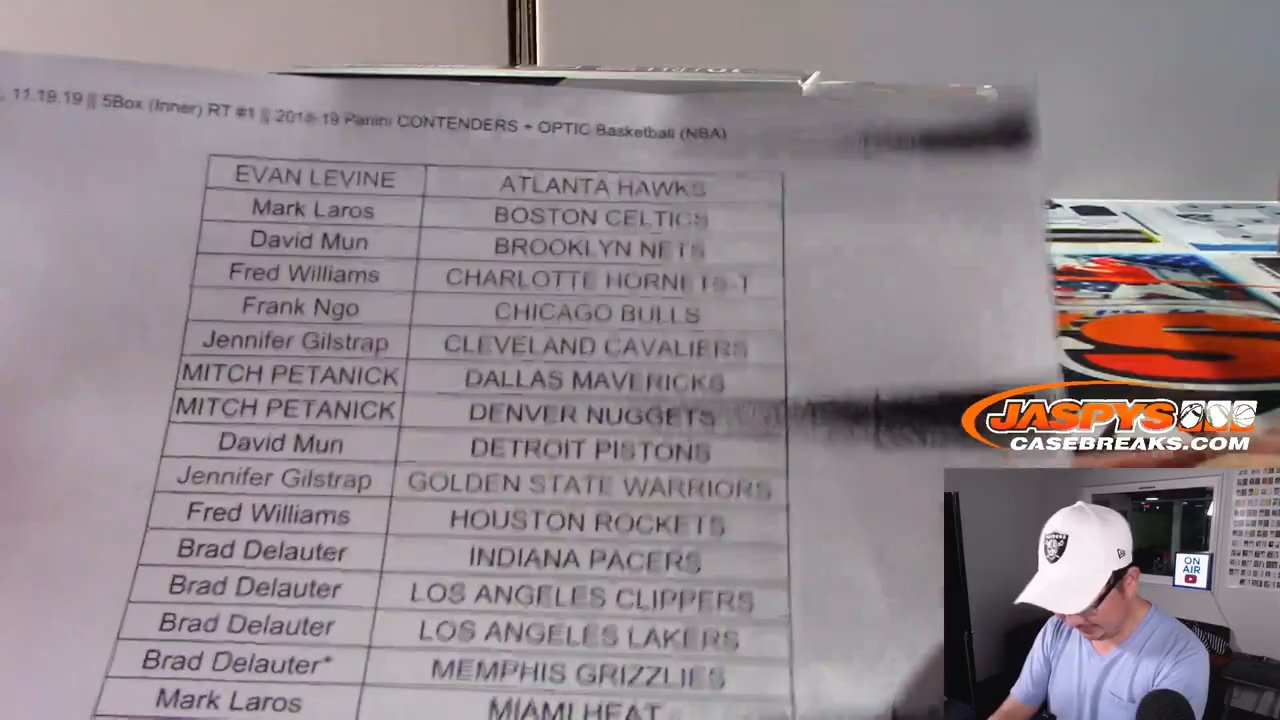 11.19.19 || 5Box (Inner) RT #1 || 2018-19 Panini CONTENDERS + OPTIC Basketball (NBA)
EVAN LEVINE ATLANTA HAWKS
Mark Laros BOSTON CELTICS
David Mun BROOKLYN NETS
Fred Williams CHARLOTTE HORNETS-T
Frank Ngo CHICAGO BULLS
Jennifer Gilstrap CLEVELAND CAVALIERS
MITCH PETANICK DALLAS MAVERICKS
MITCH PETANICK DENVER NUGGETS
David Mun DETROIT PISTONS
Jennifer Gilstrap GOLDEN STATE WARRIORS
Fred Williams HOUSTON ROCKETS
Brad Delauter INDIANA PACERS
Brad Delauter LOS ANGELES CLIPPERS
Brad Delauter LOS ANGELES LAKERS
Brad Delauter* MEMPHIS GRIZZLIES
Mark Laros MIAMI HEAT
JASPYS
CASEBREAKS.COM
RAIDERS
ON
AIR